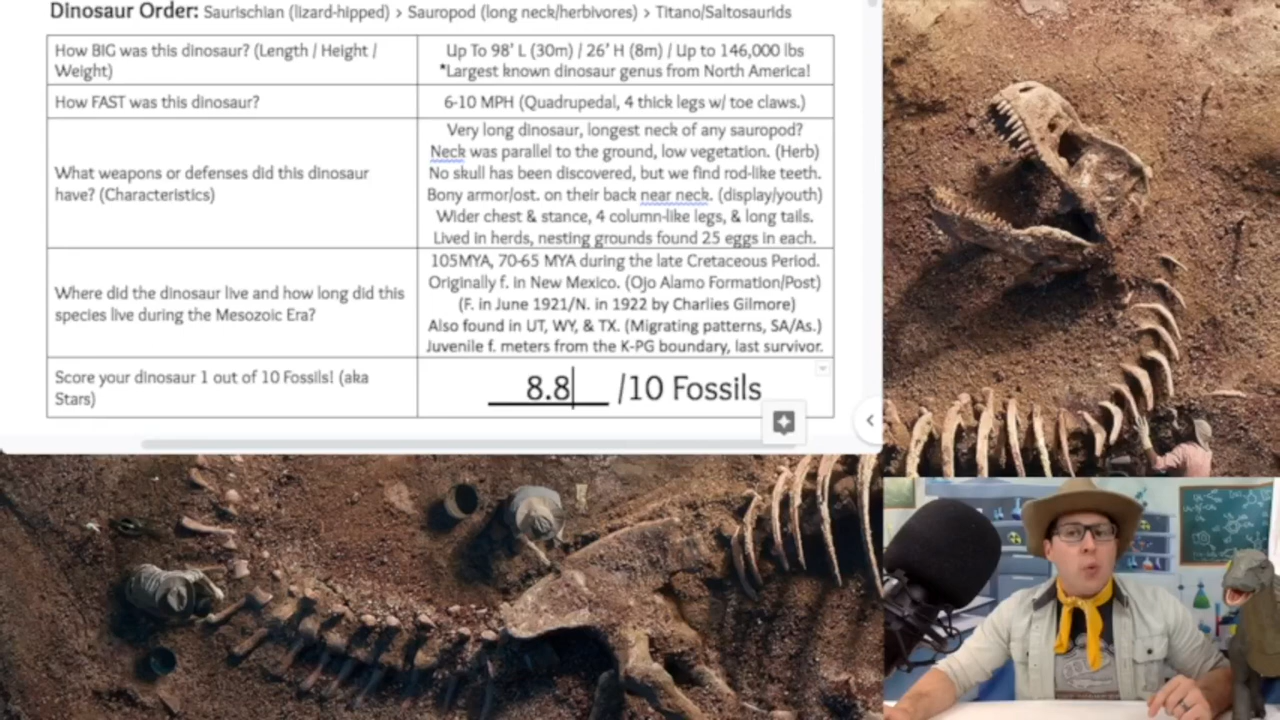 Dinosaur Order: Saurischian (lizard-hipped) > Sauropod (long neck/herbivores) > Titano/Saltosaurids
How BIG was this dinosaur? (Length / Height /
Weight)
Up To 98' L (30m) / 26' H (8m) / Up to 146,000 lbs
*Largest known dinosaur genus from North America!
How FAST was this dinosaur?
6-10 MPH (Quadrupedal, 4 thick legs w/ toe claws.)
What weapons or defenses did this dinosaur
have? (Characteristics)
Very long dinosaur, longest neck of any sauropod?
Neck was parallel to the ground, low vegetation. (Herb)
No skull has been discovered, but we find rod-like teeth.
Bony armor/ost. on their back near neck. (display/youth)
Wider chest & stance, 4 column-like legs, & long tails.
Lived in herds, nesting grounds found 25 eggs in each.
Where did the dinosaur live and how long did this
species live during the Mesozoic Era?
105MYA, 70-65 MYA during the late Cretaceous Period.
Originally f. in New Mexico. (Ojo Alamo Formation/Post)
(F. in June 1921/N. in 1922 by Charlies Gilmore)
Also found in UT, WY, & TX. (Migrating patterns, SA/As.)
Juvenile f. meters from the K-PG boundary, last survivor.
Score your dinosaur 1 out of 10 Fossils! (aka
Stars)
8.8 /10 Fossils